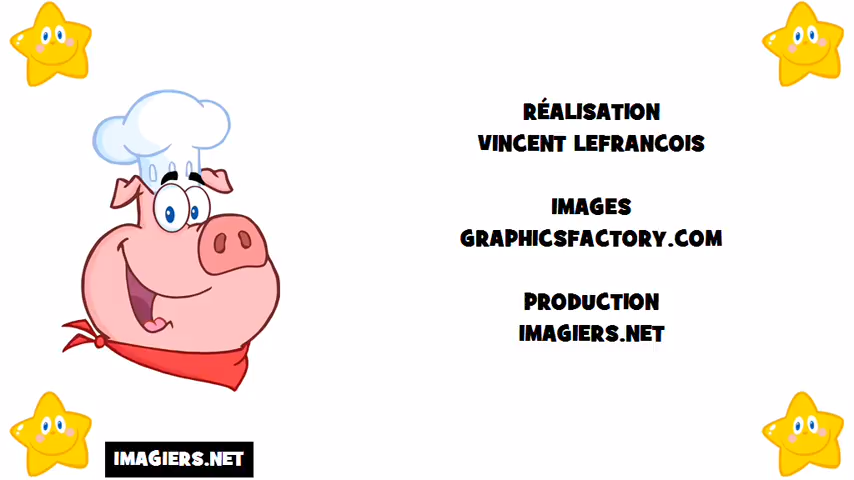 RÉALISATION
VINCENT LEFRANCOIS
IMAGES
GRAPHICSFACTORY.COM
PRODUCTION
IMAGIERS.NET
IMAGIERS.NET